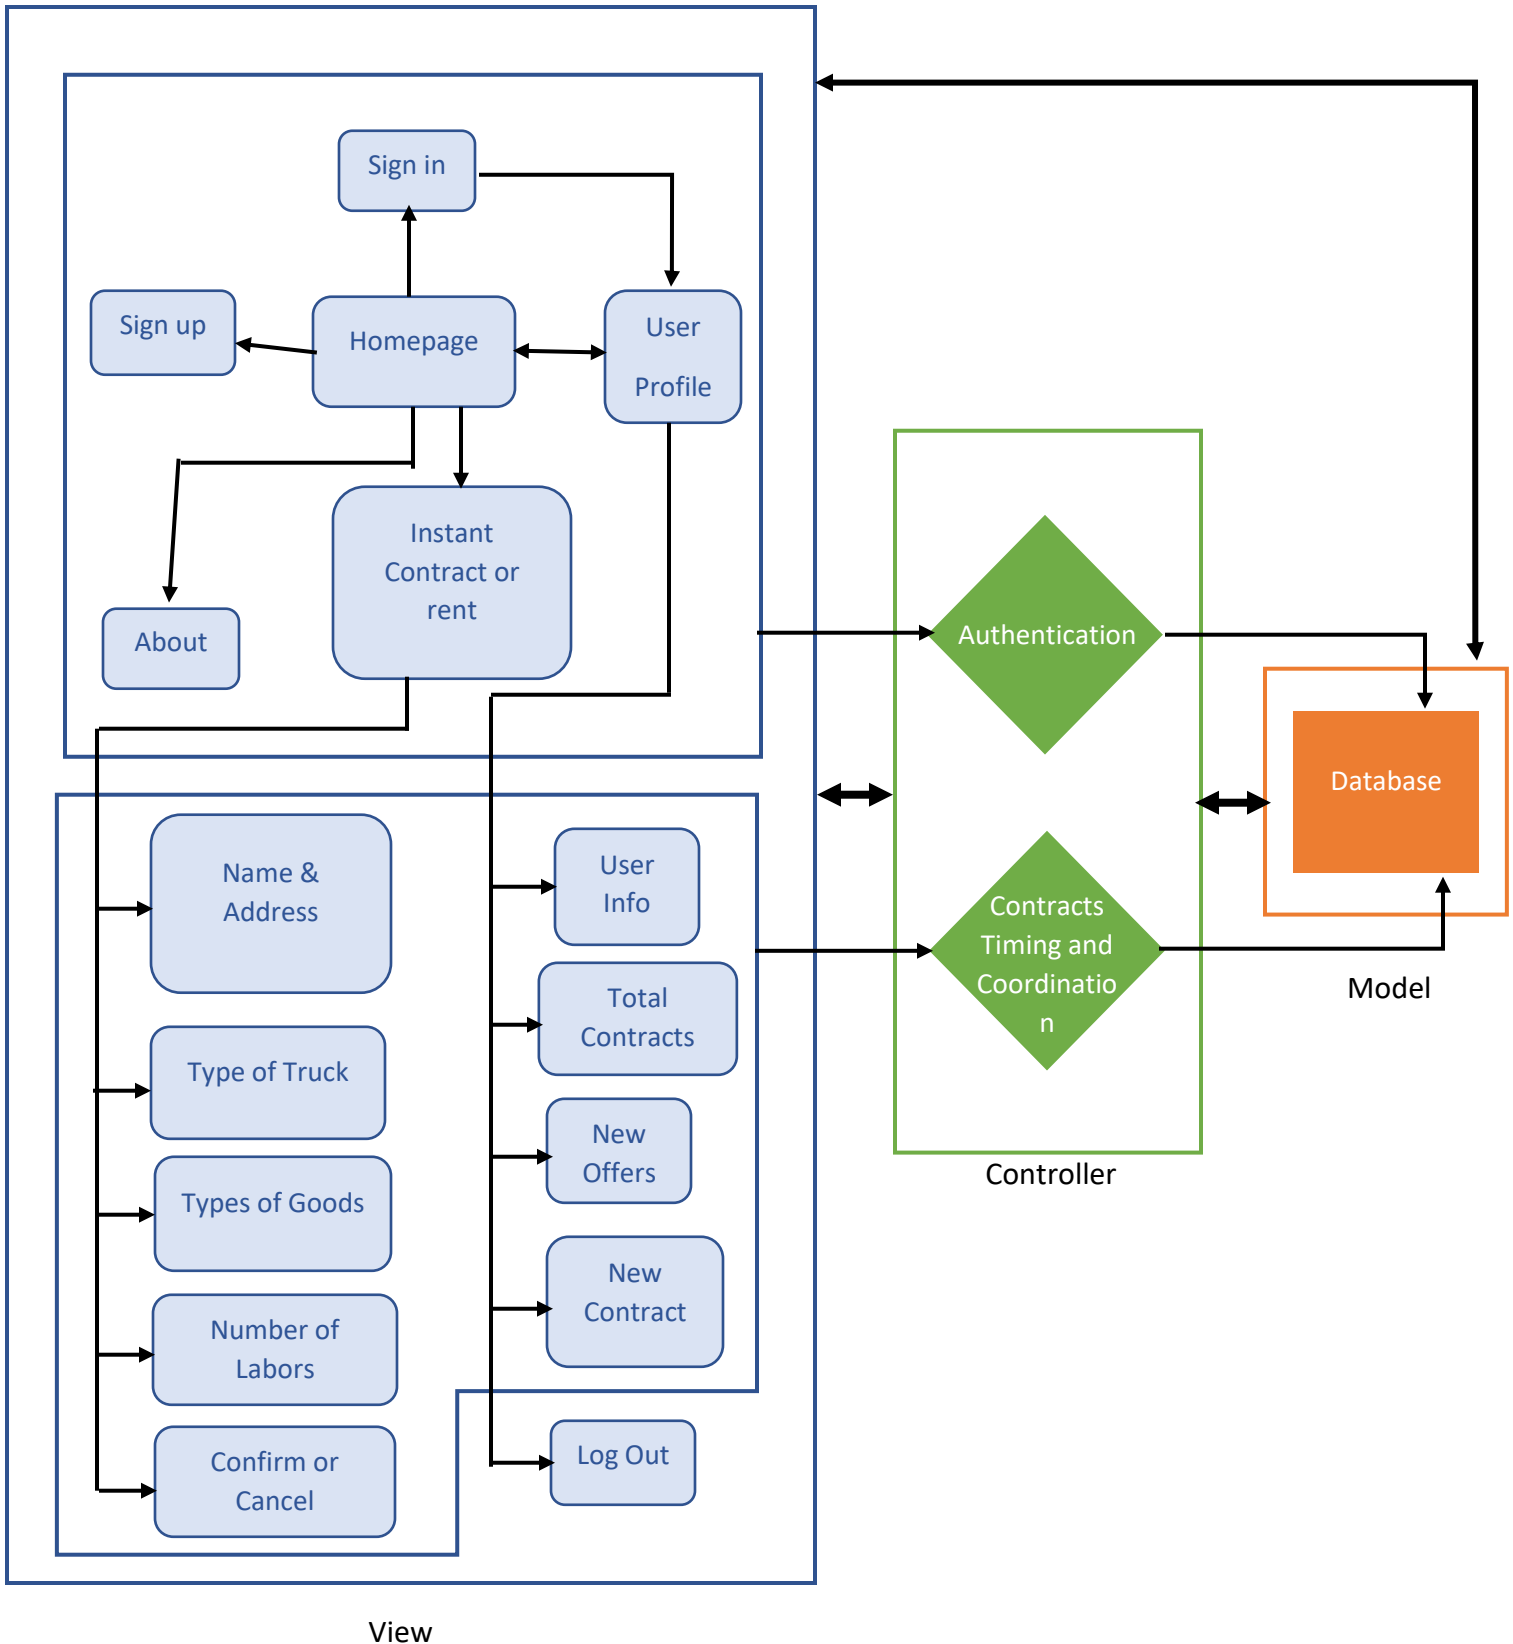 Sign in
Sign up
Homepage
User
Profile
Instant
Contract or
rent
About
Authentication
Database
Name &
Address
User
Info
Contracts
Timing and
Coordinatio
n
Model
Total
Contracts
Type of Truck
New
Offers
Controller
Types of Goods
New
Contract
Number of
Labors
Log Out
Confirm or
Cancel
View